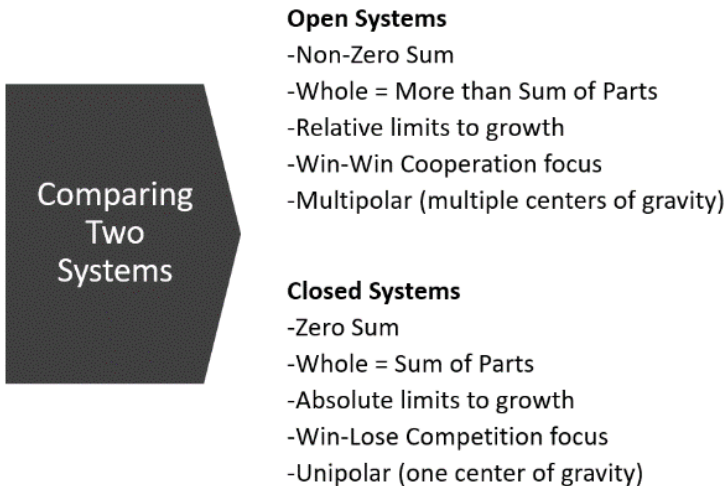 Comparing
Two
Systems
Open Systems
-Non-Zero Sum
-Whole = More than Sum of Parts
-Relative limits to growth
-Win-Win Cooperation focus
-Multipolar (multiple centers of gravity)
Closed Systems
-Zero Sum
-Whole = Sum of Parts
-Absolute limits to growth
-Win-Lose Competition focus
-Unipolar (one center of gravity)